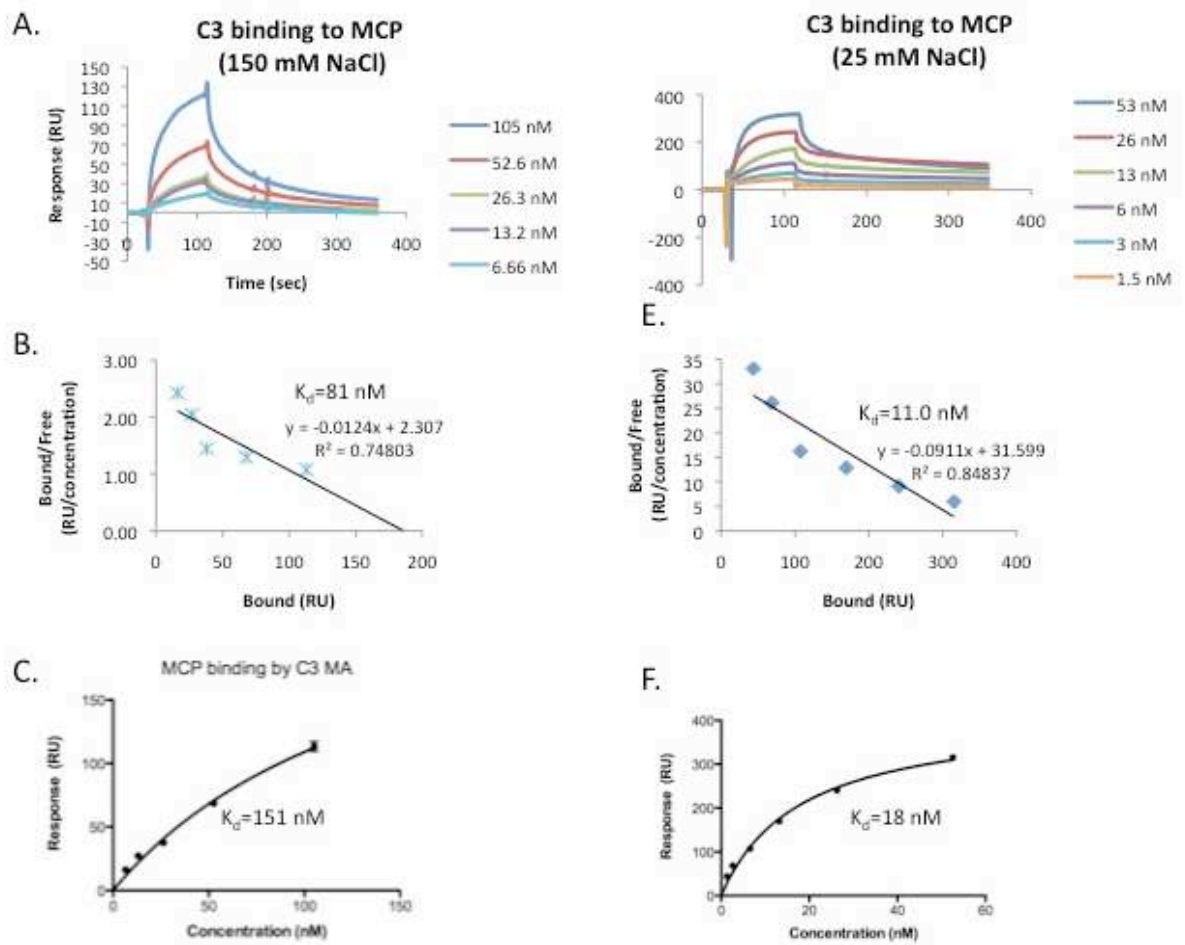 A.
C3 binding to MCP
(150 mM NaCl)
150
130
110
90
70
50
30
10
-10
-30
-50
0
100
200
300
400
Response (RU)
Time (sec)
105 nM
52.6 nM
26.3 nM
13.2 nM
6.66 nM
C3 binding to MCP
(25 mM NaCl)
400
200
0
-200
-400
0
100
200
300
400
53 nM
26 nM
13 nM
6 nM
3 nM
1.5 nM
B.
3.00
2.00
1.00
0.00
0
50
100
150
200
Bound/Free
(RU/concentration)
Bound (RU)
Kd=81 nM
y = -0.0124x + 2.307
R² = 0.74803
E.
35
30
25
20
15
10
5
0
0
100
200
300
400
Bound/Free
(RU/concentration)
Bound (RU)
Kd=11.0 nM
y = -0.0911x + 31.599
R² = 0.84837
C.
MCP binding by C3 MA
150
100
50
0
0
50
100
150
Response (RU)
Concentration (nM)
Kd=151 nM
F.
400
300
200
100
0
0
20
40
60
Response (RU)
Concentration (nM)
Kd=18 nM